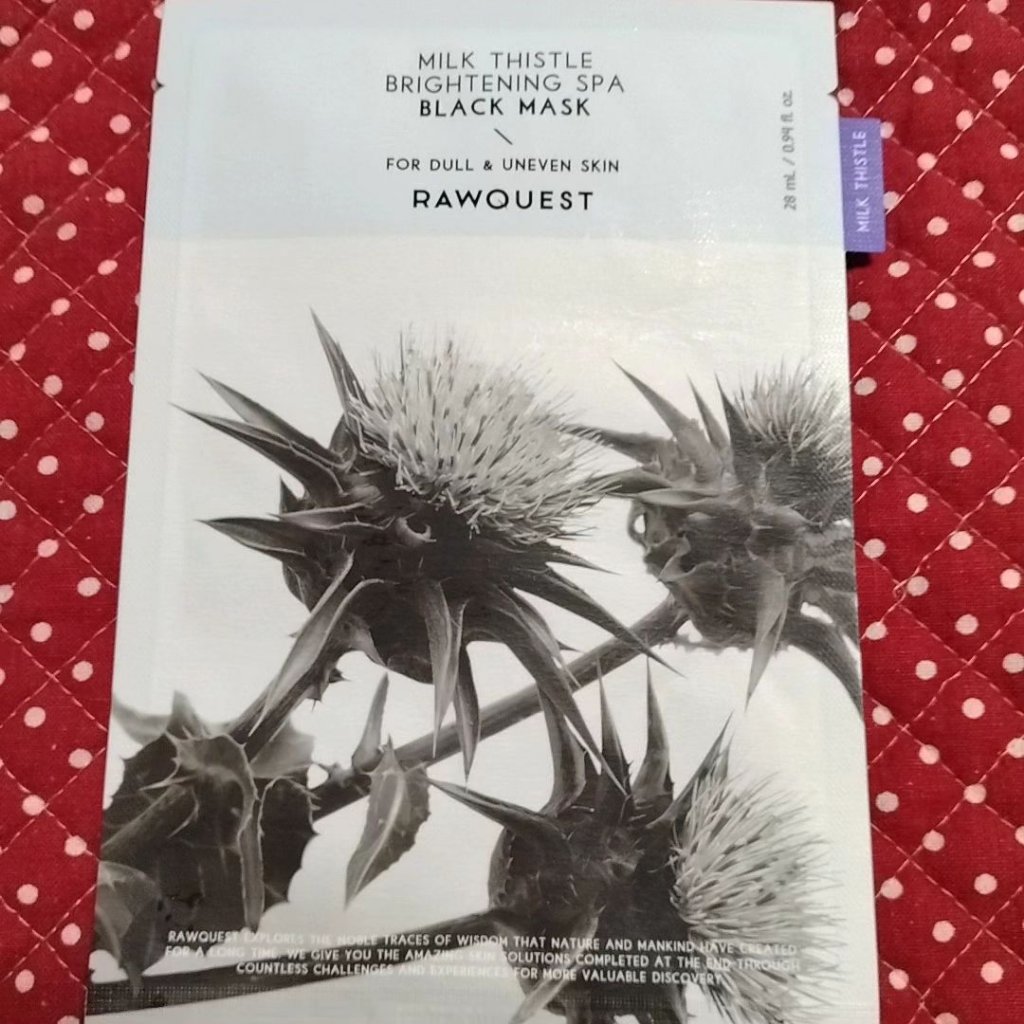 MILK THISTLE
BRIGHTENING SPA
BLACK MASK
FOR DULL & UNEVEN SKIN
RAWQUEST
28 mL / 0.94 fl. oz.
MILK THISTLE
RAWQUEST EXPLORES THE NOBLE TRACES OF WISDOM THAT NATURE AND MANKIND HAVE CREATED
FOR A LONG TIME. WE GIVE YOU THE AMAZING SKIN SOLUTIONS COMPLETED AT THE END THROUGH
COUNTLESS CHALLENGES AND EXPERIENCES FOR MORE VALUABLE DISCOVERY.